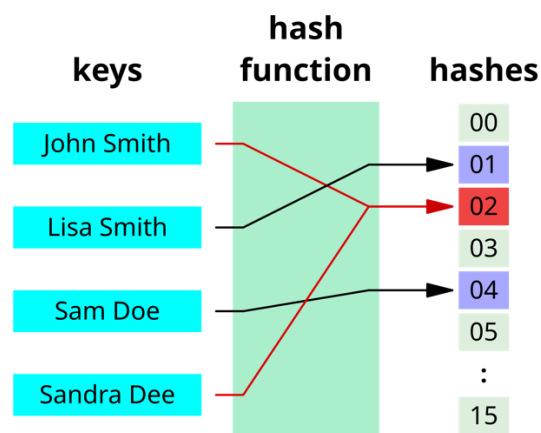 keys
hash
function
hashes
John Smith
Lisa Smith
Sam Doe
Sandra Dee
00
01
02
03
04
05
:
15